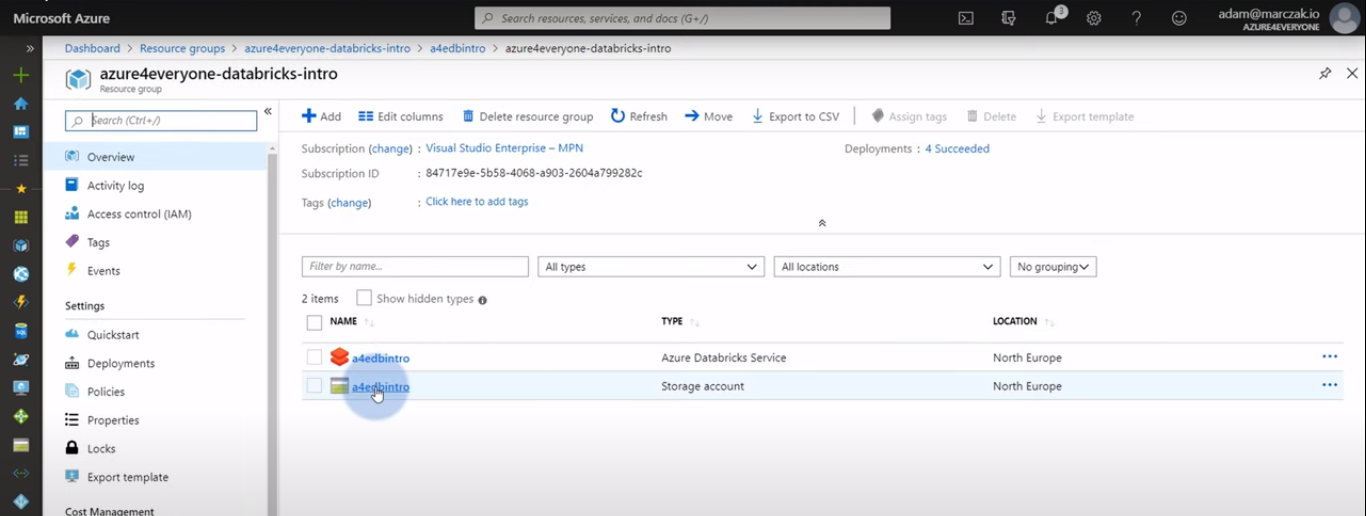 Microsoft Azure
Search resources, services, and docs (G+/)
3
adam@marczak.io
AZURE4EVERYONE
Dashboard > Resource groups > azure4everyone-databricks-intro > a4edbintro > azure4everyone-databricks-intro
azure4everyone-databricks-intro
Resource group
Search (Ctrl+/)
Overview
Activity log
Access control (IAM)
Tags
Events
Settings
Quickstart
Deployments
Policies
Properties
Locks
Export template
Cost Management
Add Edit columns Delete resource group Refresh Move Export to CSV Assign tags Delete Export template
Subscription (change) : Visual Studio Enterprise – MPN
Deployments : 4 Succeeded
Subscription ID : 84717e9e-5b58-4068-a903-2604a799282c
Tags (change) : Click here to add tags
Filter by name... All types All locations No grouping
2 items Show hidden types
NAME TYPE LOCATION
a4edbintro Azure Databricks Service North Europe
a4edbintro Storage account North Europe